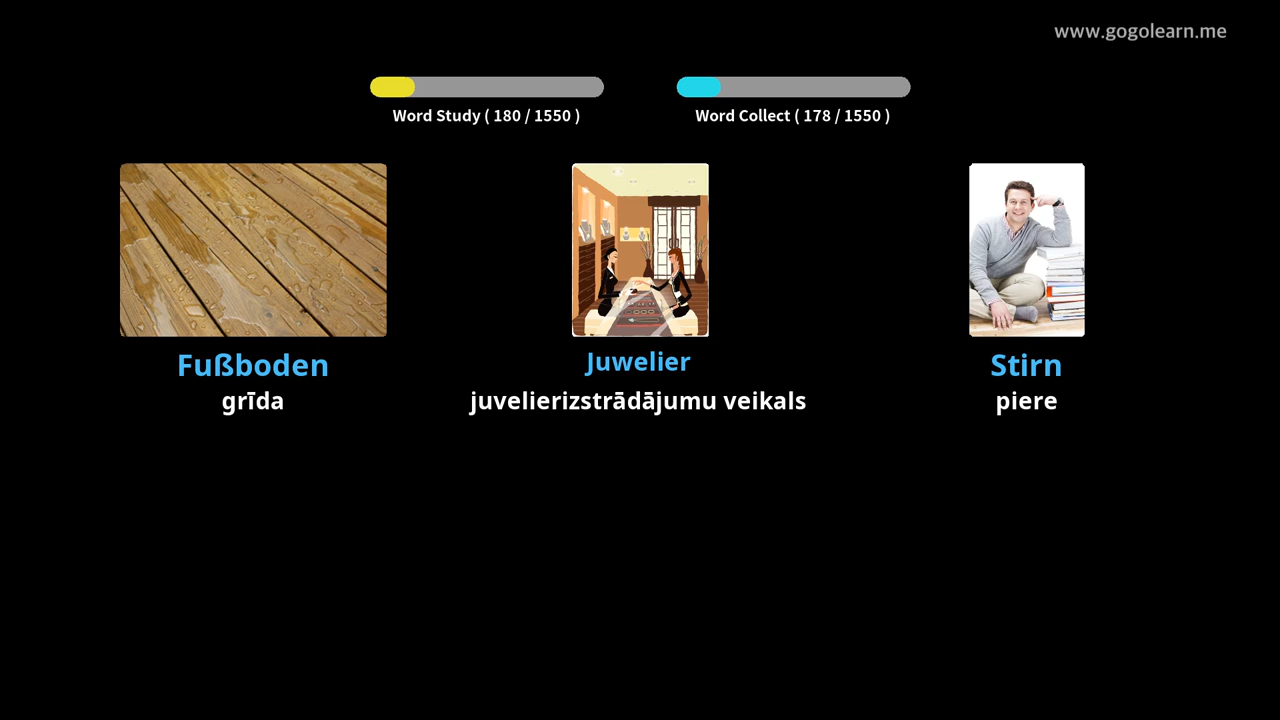 www.gogolearn.me
Word Study ( 180 / 1550 )
Word Collect ( 178 / 1550 )
Fußboden
grīda
Juwelier
juvelierizstrādājumu veikals
Stirn
piere